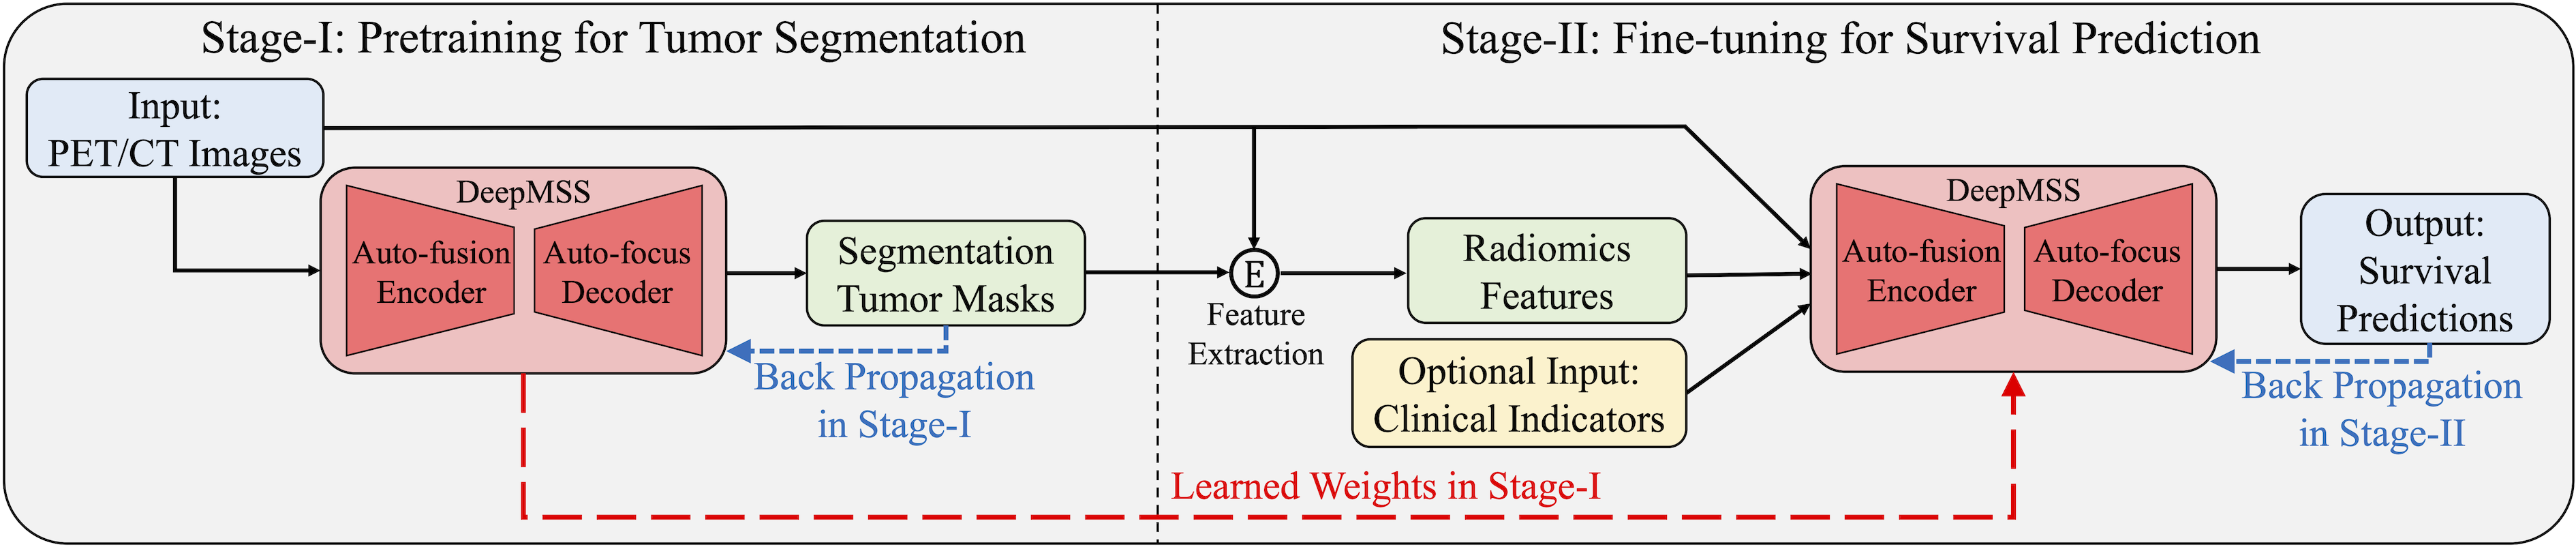 Stage-I: Pretraining for Tumor Segmentation
Input:
PET/CT Images
DeepMSS
Auto-fusion
Encoder
Auto-focus
Decoder
Segmentation
Tumor Masks
Back Propagation
in Stage-I
Stage-II: Fine-tuning for Survival Prediction
E
Feature
Extraction
Radiomics
Features
Optional Input:
Clinical Indicators
DeepMSS
Auto-fusion
Encoder
Auto-focus
Decoder
Output:
Survival
Predictions
Back Propagation
in Stage-II
Learned Weights in Stage-I